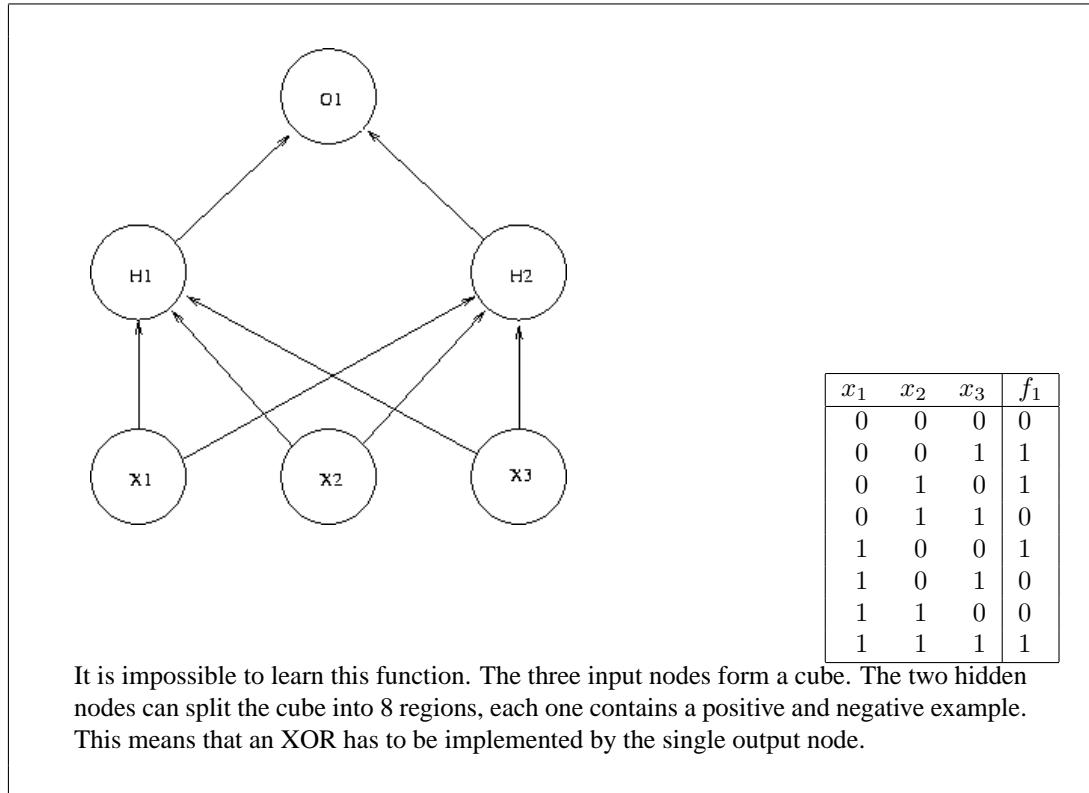 O1
H1 H2
X1 X2 X3
x1 x2 x3 f1
0 0 0 0
0 0 1 1
0 1 0 1
0 1 1 0
1 0 0 1
1 0 1 0
1 1 0 0
1 1 1 1
It is impossible to learn this function. The three input nodes form a cube. The two hidden
nodes can split the cube into 8 regions, each one contains a positive and negative example.
This means that an XOR has to be implemented by the single output node.